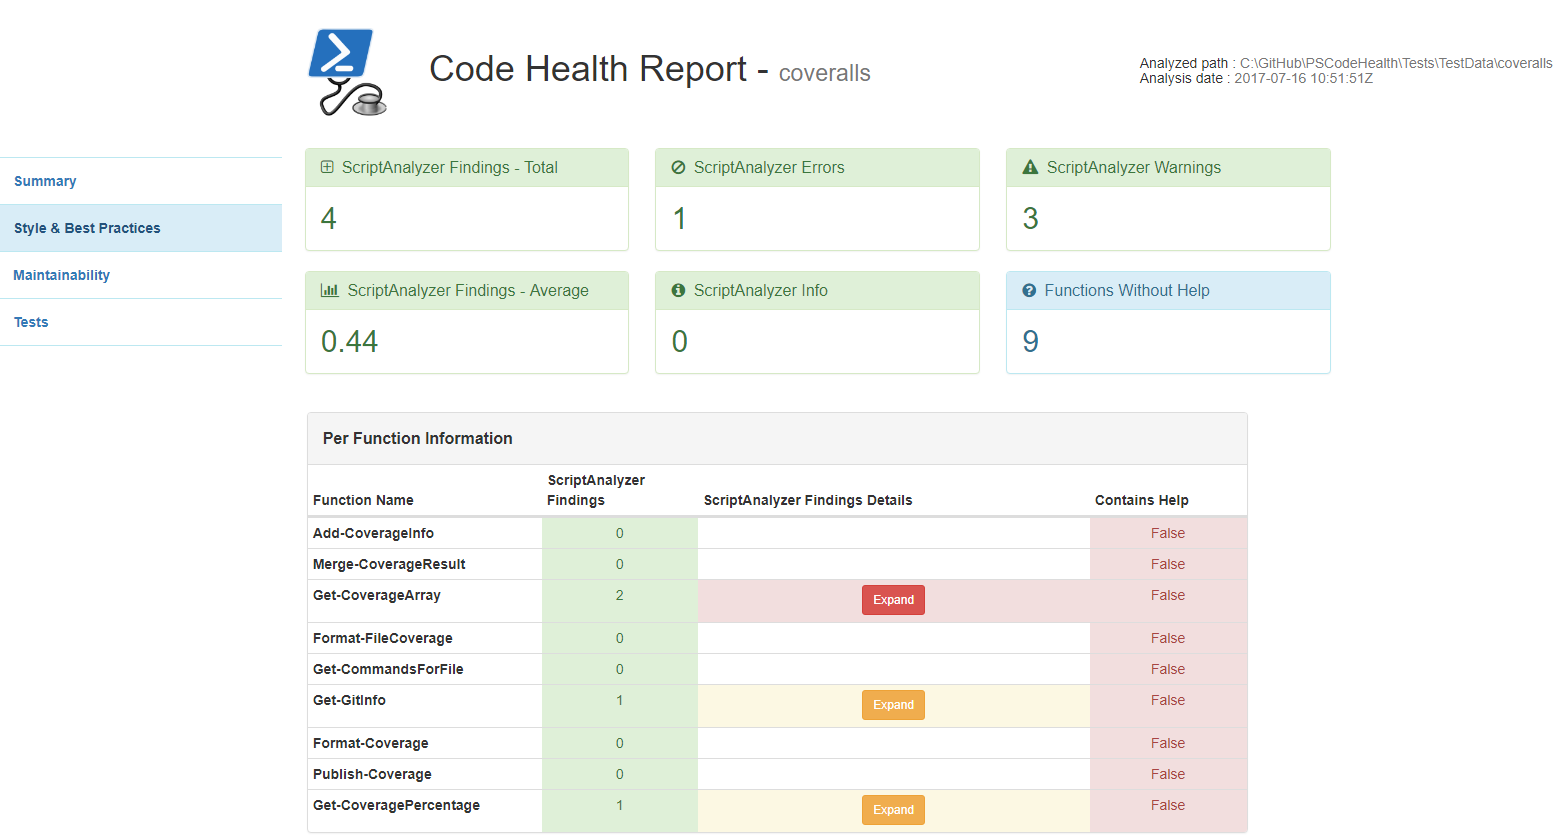 Code Health Report - coveralls
Analyzed path : C:\GitHub\PSCodeHealth\Tests\TestData\coveralls
Analysis date : 2017-07-16 10:51:51Z
Summary
Style & Best Practices
Maintainability
Tests
ScriptAnalyzer Findings - Total
4
ScriptAnalyzer Errors
1
ScriptAnalyzer Warnings
3
ScriptAnalyzer Findings - Average
0.44
ScriptAnalyzer Info
0
Functions Without Help
9
Per Function Information
Function Name
ScriptAnalyzer
Findings
ScriptAnalyzer Findings Details
Contains Help
Add-CoverageInfo 0 False
Merge-CoverageResult 0 False
Get-CoverageArray 2 Expand False
Format-FileCoverage 0 False
Get-CommandsForFile 0 False
Get-GitInfo 1 Expand False
Format-Coverage 0 False
Publish-Coverage 0 False
Get-CoveragePercentage 1 Expand False